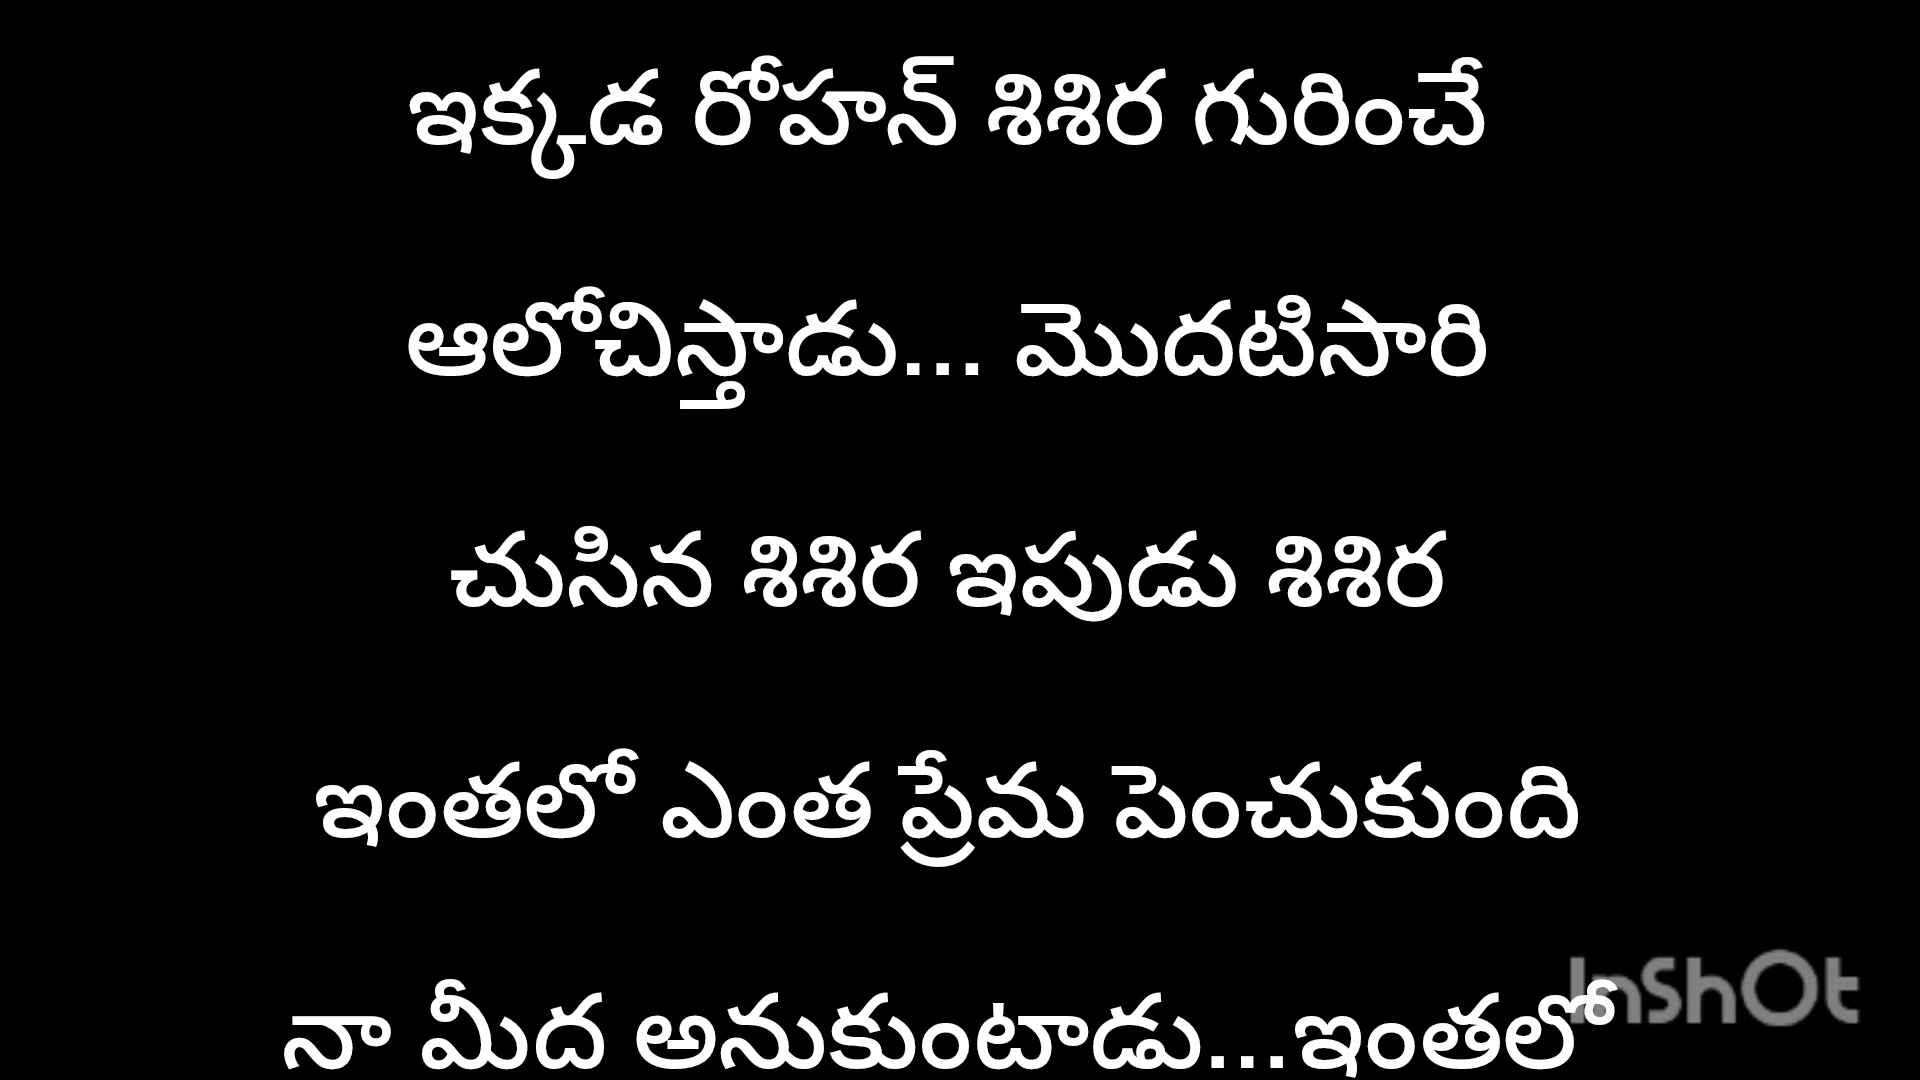 ఇక్కడ రోహన్ శిశిర గురించే
ఆలోచిస్తాడు... మొదటిసారి
చుసిన శిశిర ఇపుడు శిశిర
ఇంతలో ఎంత ప్రేమ పెంచుకుంది
నా మీద అనుకుంటాడు...ఇంతలో
InShOt